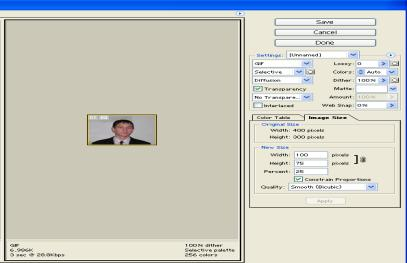 Save
Cancel
Done
Settings: [Unnamed]
GIF
Lossy: 0
Selective
Colors: Auto
Diffusion
Dither: 100%
Transparency
Matte:
No Transpare...
Amount: 100%
Interlaced
Web Snap: 0%
Color Table
Image Size
Original Size
Width: 400 pixels
Height: 300 pixels
New Size
Width: 100 pixels
Height: 75 pixels
Percent: 25
Constrain Proportions
Quality: Smooth (Bicubic)
Apply
GIF
6.986K
3 sec @ 28.8Kbps
100% dither
Selective palette
256 colors